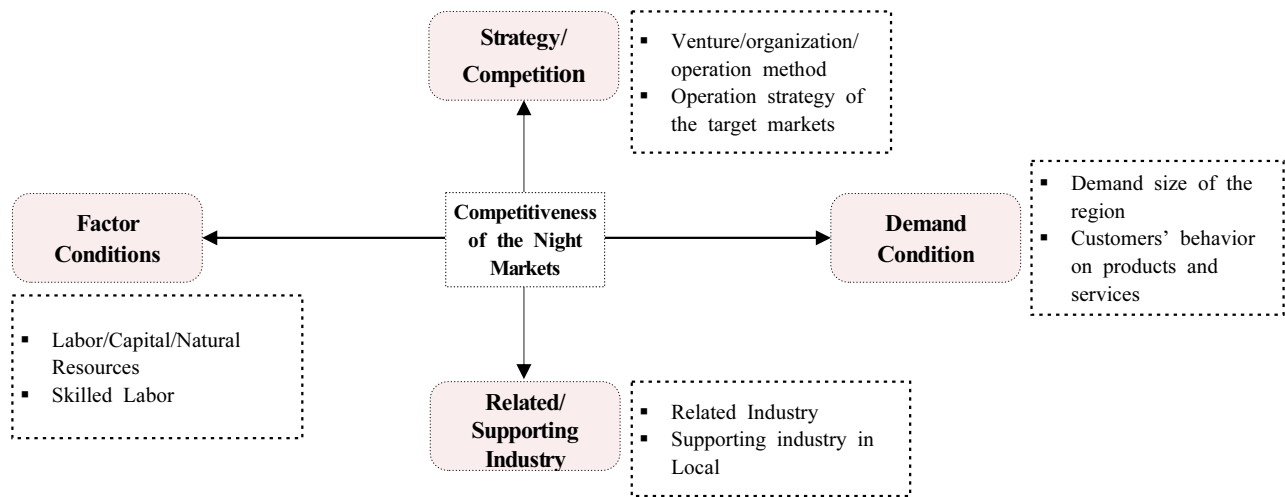 Strategy/
Competition
▪ Venture/organization/
operation method
▪ Operation strategy of
the target markets
Factor
Conditions
Competitiveness
of the Night
Markets
Demand
Condition
▪ Demand size of the
region
▪ Customers’ behavior
on products and
services
▪ Labor/Capital/Natural
Resources
▪ Skilled Labor
Related/
Supporting
Industry
▪ Related Industry
▪ Supporting industry in
Local